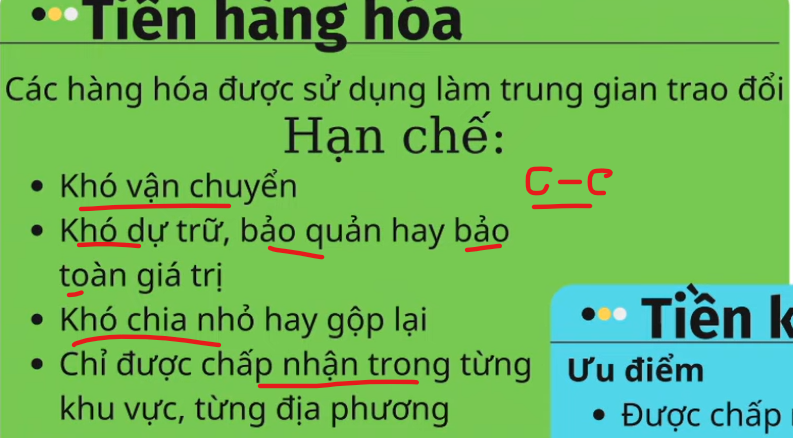 Tiền hàng hóa
Các hàng hóa được sử dụng làm trung gian trao đổi
Hạn chế:
• Khó vận chuyển
C-C
• Khó dự trữ, bảo quản hay bảo
toàn giá trị
• Khó chia nhỏ hay gộp lại
• Chỉ được chấp nhận trong từng
khu vực, từng địa phương
Tiền
Ưu điểm
• Được chấp